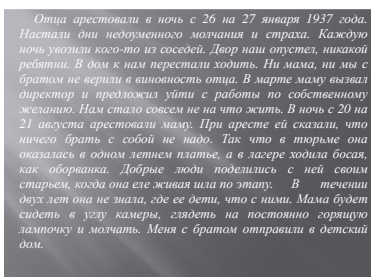 Отца арестовали в ночь с 26 на 27 января 1937 года.
Настали дни недоуменного молчания и страха. Каждую
ночь увозили кого-то из соседей. Двор наш опустел, никакой
ребятни. В дом к нам перестали ходить. Ни мама, ни мы с
братом не верили в виновность отца. В марте маму вызвал
директор и предложил уйти с работы по собственному
желанию. Нам стало совсем не на что жить. В ночь с 20 на
21 августа арестовали маму. При аресте ей сказали, что
ничего брать с собой не надо. Так что в тюрьме она
оказалась в одном летнем платье, а в лагере ходила босая,
как оборванка. Добрые люди поделились с ней своим
старьем, когда она еле живая шла по этапу. В течении
двух лет она не знала, где ее дети, что с ними. Мама будет
сидеть в углу камеры, глядеть на постоянно горящую
лампочку и молчать. Меня с братом отправили в детский
дом.